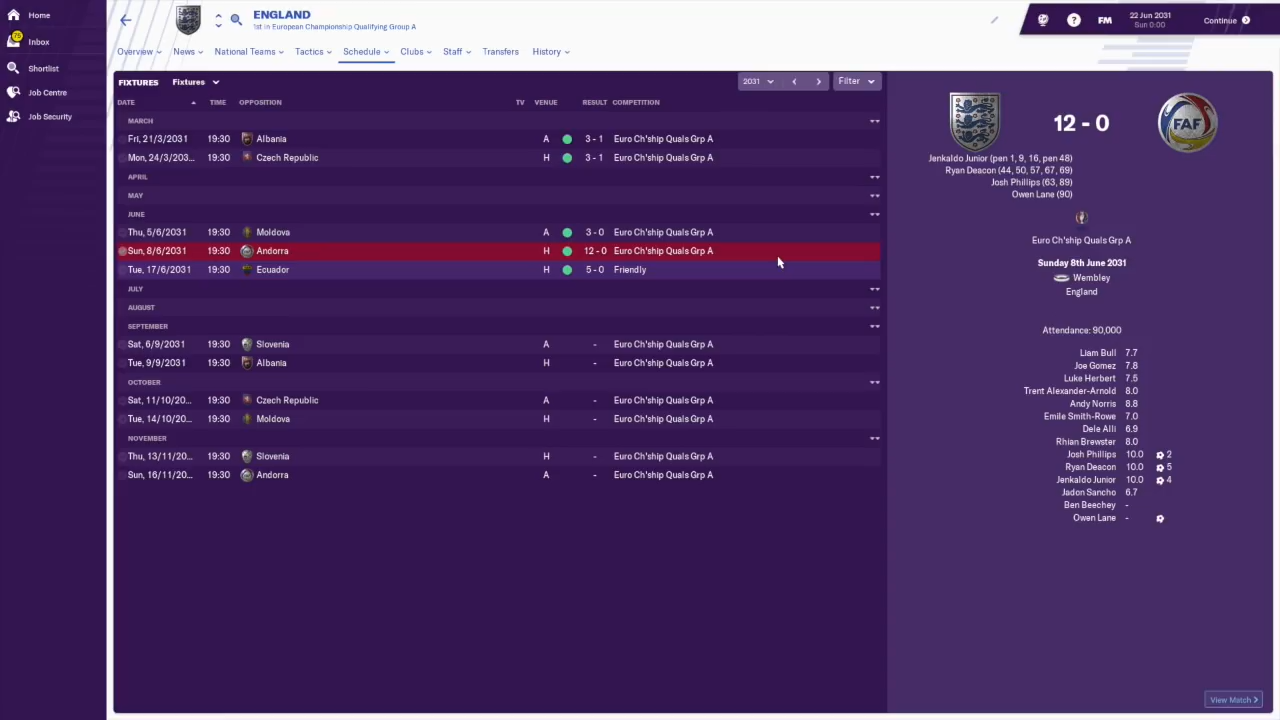 Home
75
Inbox
Shortlist
Job Centre
Job Security
ENGLAND
1st in European Championship Qualifying Group A
FM
22 Jun 2031
Sun 0:00
Continue
Overview
News
National Teams
Tactics
Schedule
Clubs
Staff
Transfers
History
FIXTURES Fixtures
2031
Filter
DATE TIME OPPOSITION TV VENUE RESULT COMPETITION
MARCH
Fri, 21/3/2031 19:30 Albania A 3 - 1 Euro Ch'ship Quals Grp A
Mon, 24/3/203... 19:30 Czech Republic H 3 - 1 Euro Ch'ship Quals Grp A
APRIL
MAY
JUNE
Thu, 5/6/2031 19:30 Moldova A 3 - 0 Euro Ch'ship Quals Grp A
Sun, 8/6/2031 19:30 Andorra H 12 - 0 Euro Ch'ship Quals Grp A
Tue, 17/6/2031 19:30 Ecuador H 5 - 0 Friendly
JULY
AUGUST
SEPTEMBER
Sat, 6/9/2031 19:30 Slovenia A - Euro Ch'ship Quals Grp A
Tue, 9/9/2031 19:30 Albania H - Euro Ch'ship Quals Grp A
OCTOBER
Sat, 11/10/20... 19:30 Czech Republic A - Euro Ch'ship Quals Grp A
Tue, 14/10/20... 19:30 Moldova H - Euro Ch'ship Quals Grp A
NOVEMBER
Thu, 13/11/20... 19:30 Slovenia H - Euro Ch'ship Quals Grp A
Sun, 16/11/20... 19:30 Andorra A - Euro Ch'ship Quals Grp A
12 - 0
FAF
Jenkaldo Junior (pen 1, 9, 16, pen 48)
Ryan Deacon (44, 50, 57, 67, 69)
Josh Phillips (63, 89)
Owen Lane (90)
Euro Ch'ship Quals Grp A
Sunday 8th June 2031
Wembley
England
Attendance: 90,000
Liam Bull 7.7
Joe Gomez 7.8
Luke Herbert 7.5
Trent Alexander-Arnold 8.0
Andy Norris 8.8
Emile Smith-Rowe 7.0
Dele Alli 6.9
Rhian Brewster 8.0
Josh Phillips 10.0 2
Ryan Deacon 10.0 5
Jenkaldo Junior 10.0 4
Jadon Sancho 6.7
Ben Beechey -
Owen Lane -
View Match